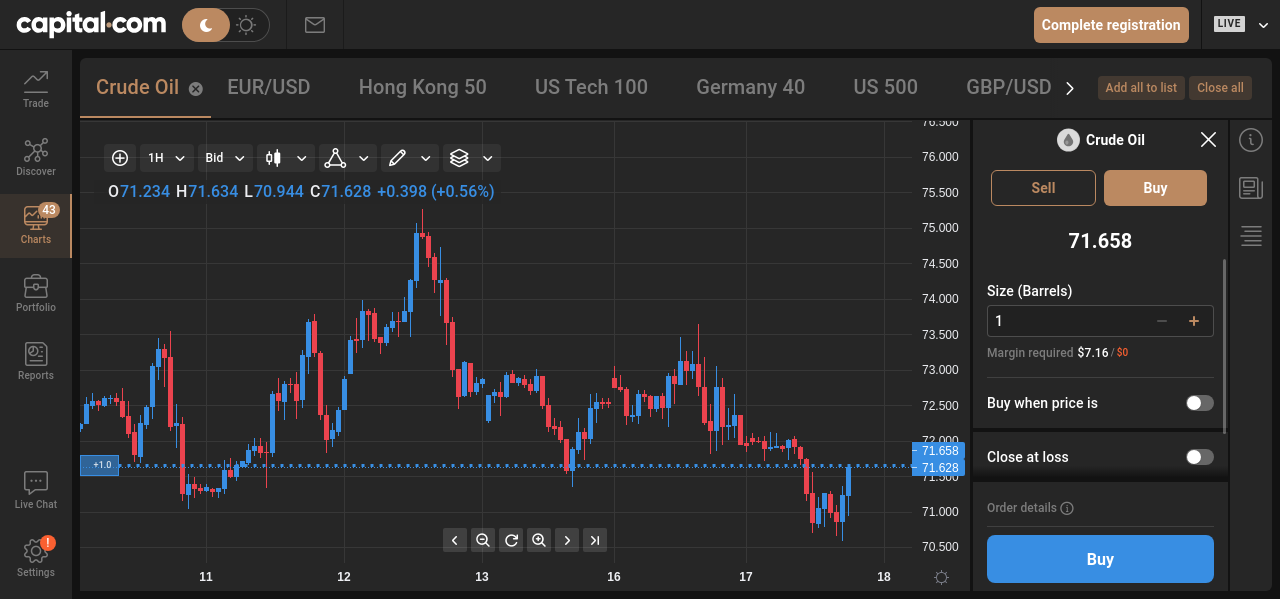 capital.com
Complete registration
LIVE
Trade
Discover
43
Charts
Portfolio
Reports
Live Chat
!
Settings
Crude Oil
EUR/USD
Hong Kong 50
US Tech 100
Germany 40
US 500
GBP/USD
Add all to list
Close all
1H
Bid
O71.234 H71.634 L70.944 C71.628 +0.398 (+0.56%)
76.500
76.000
75.500
75.000
74.500
74.000
73.500
73.000
72.500
72.000
71.658
71.628
71.500
71.000
70.500
+1.0
11
12
13
16
17
18
Crude Oil
Sell
Buy
71.658
Size (Barrels)
1
Margin required $7.16 / $0
Buy when price is
Close at loss
Order details
Buy